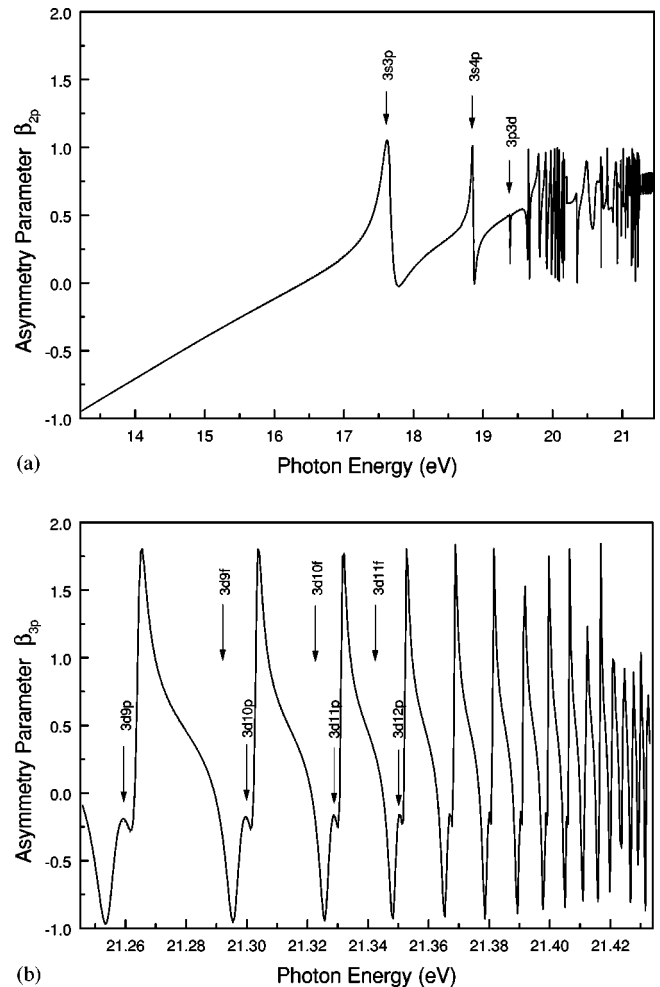 2.0
1.5
1.0
0.5
0.0
-0.5
-1.0
Asymmetry Parameter β2p
3s3p
3s4p
3p3d
14 15 16 17 18 19 20 21
(a) Photon Energy (eV)
2.0
1.5
1.0
0.5
0.0
-0.5
-1.0
Asymmetry Parameter β3p
3d9p
3d9f
3d10p
3d10f
3d11p
3d11f
3d12p
21.26 21.28 21.30 21.32 21.34 21.36 21.38 21.40 21.42
(b) Photon Energy (eV)